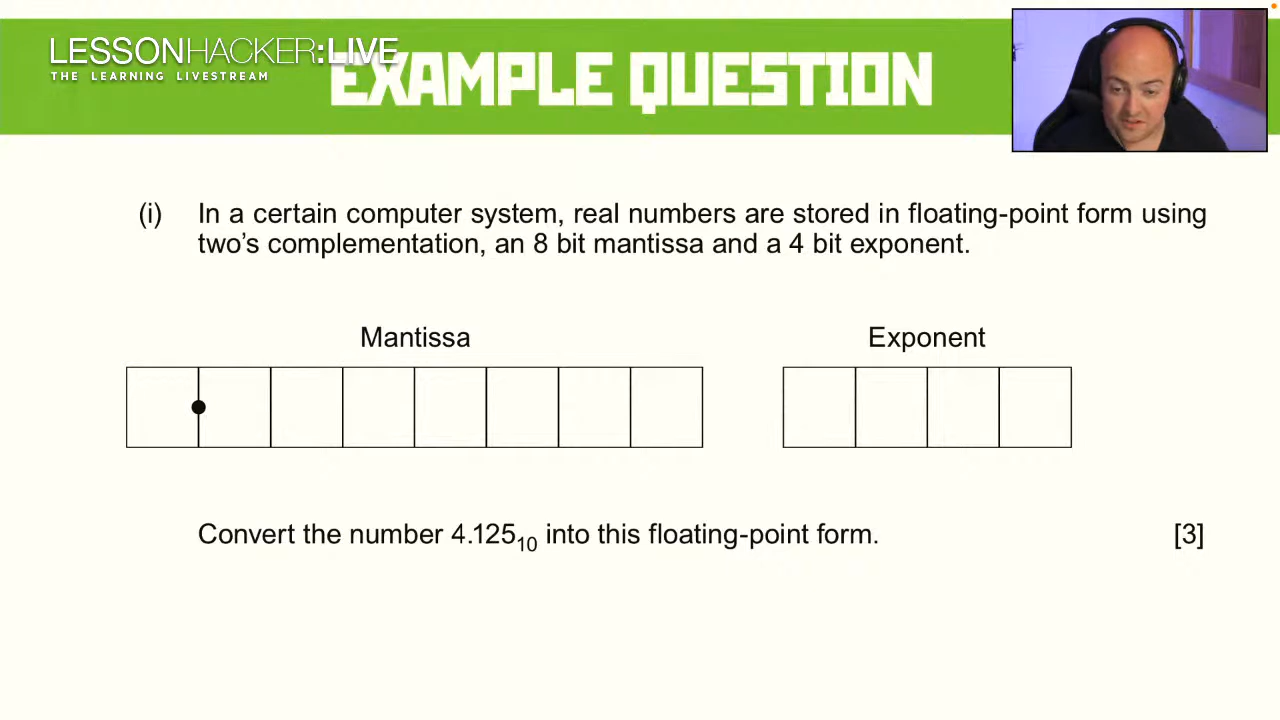 LESSONHACKER:LIVE
THE LEARNING LIVESTREAM
EXAMPLE QUESTION
(i) In a certain computer system, real numbers are stored in floating-point form using
two’s complementation, an 8 bit mantissa and a 4 bit exponent.
Mantissa Exponent
Convert the number 4.125₁₀ into this floating-point form. [3]